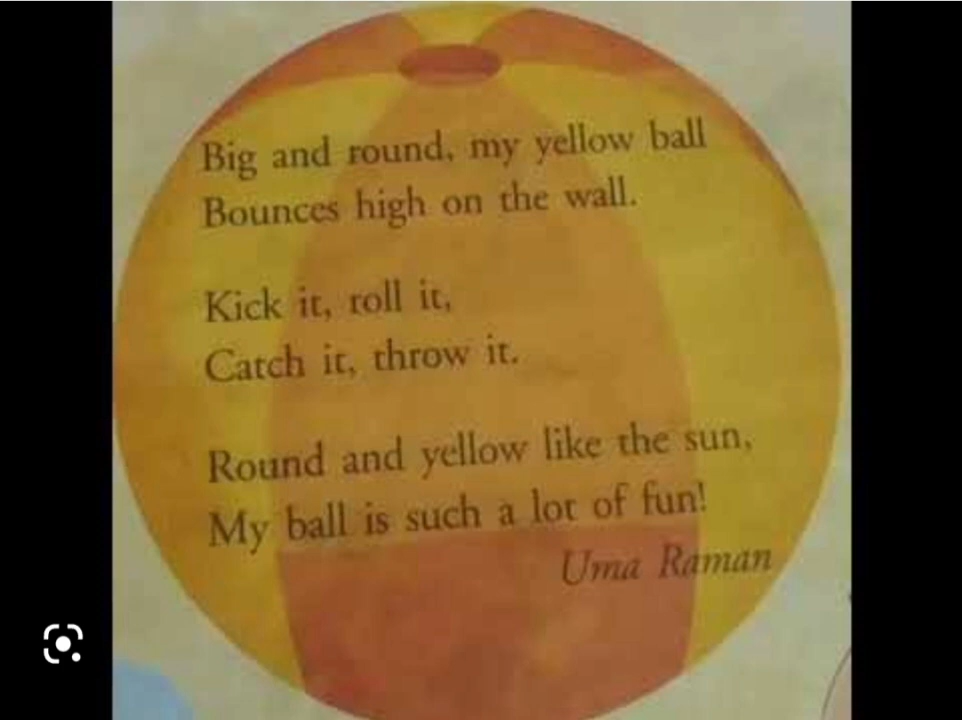 Big and round, my yellow ball
Bounces high on the wall.
Kick it, roll it,
Catch it, throw it.
Round and yellow like the sun,
My ball is such a lot of fun!
Uma Raman